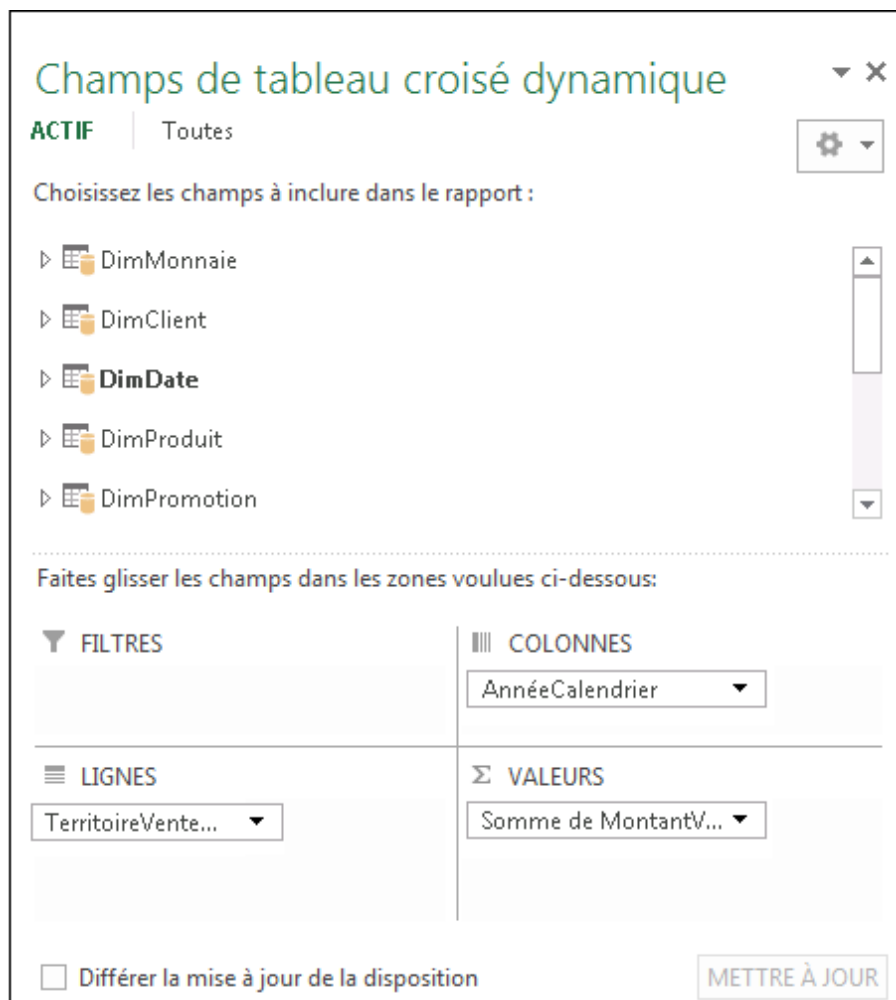 Champs de tableau croisé dynamique
ACTIF Toutes
Choisissez les champs à inclure dans le rapport :
DimMonnaie
DimClient
DimDate
DimProduit
DimPromotion
Faites glisser les champs dans les zones voulues ci-dessous:
FILTRES
COLONNES
AnnéeCalendrier
LIGNES
TerritoireVente...
Σ VALEURS
Somme de MontantV...
Différer la mise à jour de la disposition
METTRE À JOUR